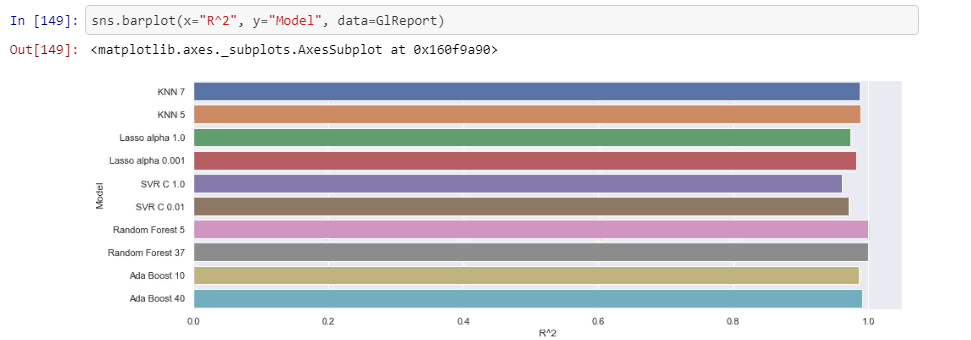 In [149]: sns.barplot(x="R^2", y="Model", data=GlReport)
Out[149]: <matplotlib.axes._subplots.AxesSubplot at 0x160f9a90>
KNN 7
KNN 5
Lasso alpha 1.0
Lasso alpha 0.001
SVR C 1.0
Model
SVR C 0.01
Random Forest 5
Random Forest 37
Ada Boost 10
Ada Boost 40
0.0 0.2 0.4 0.6 0.8 1.0
R^2